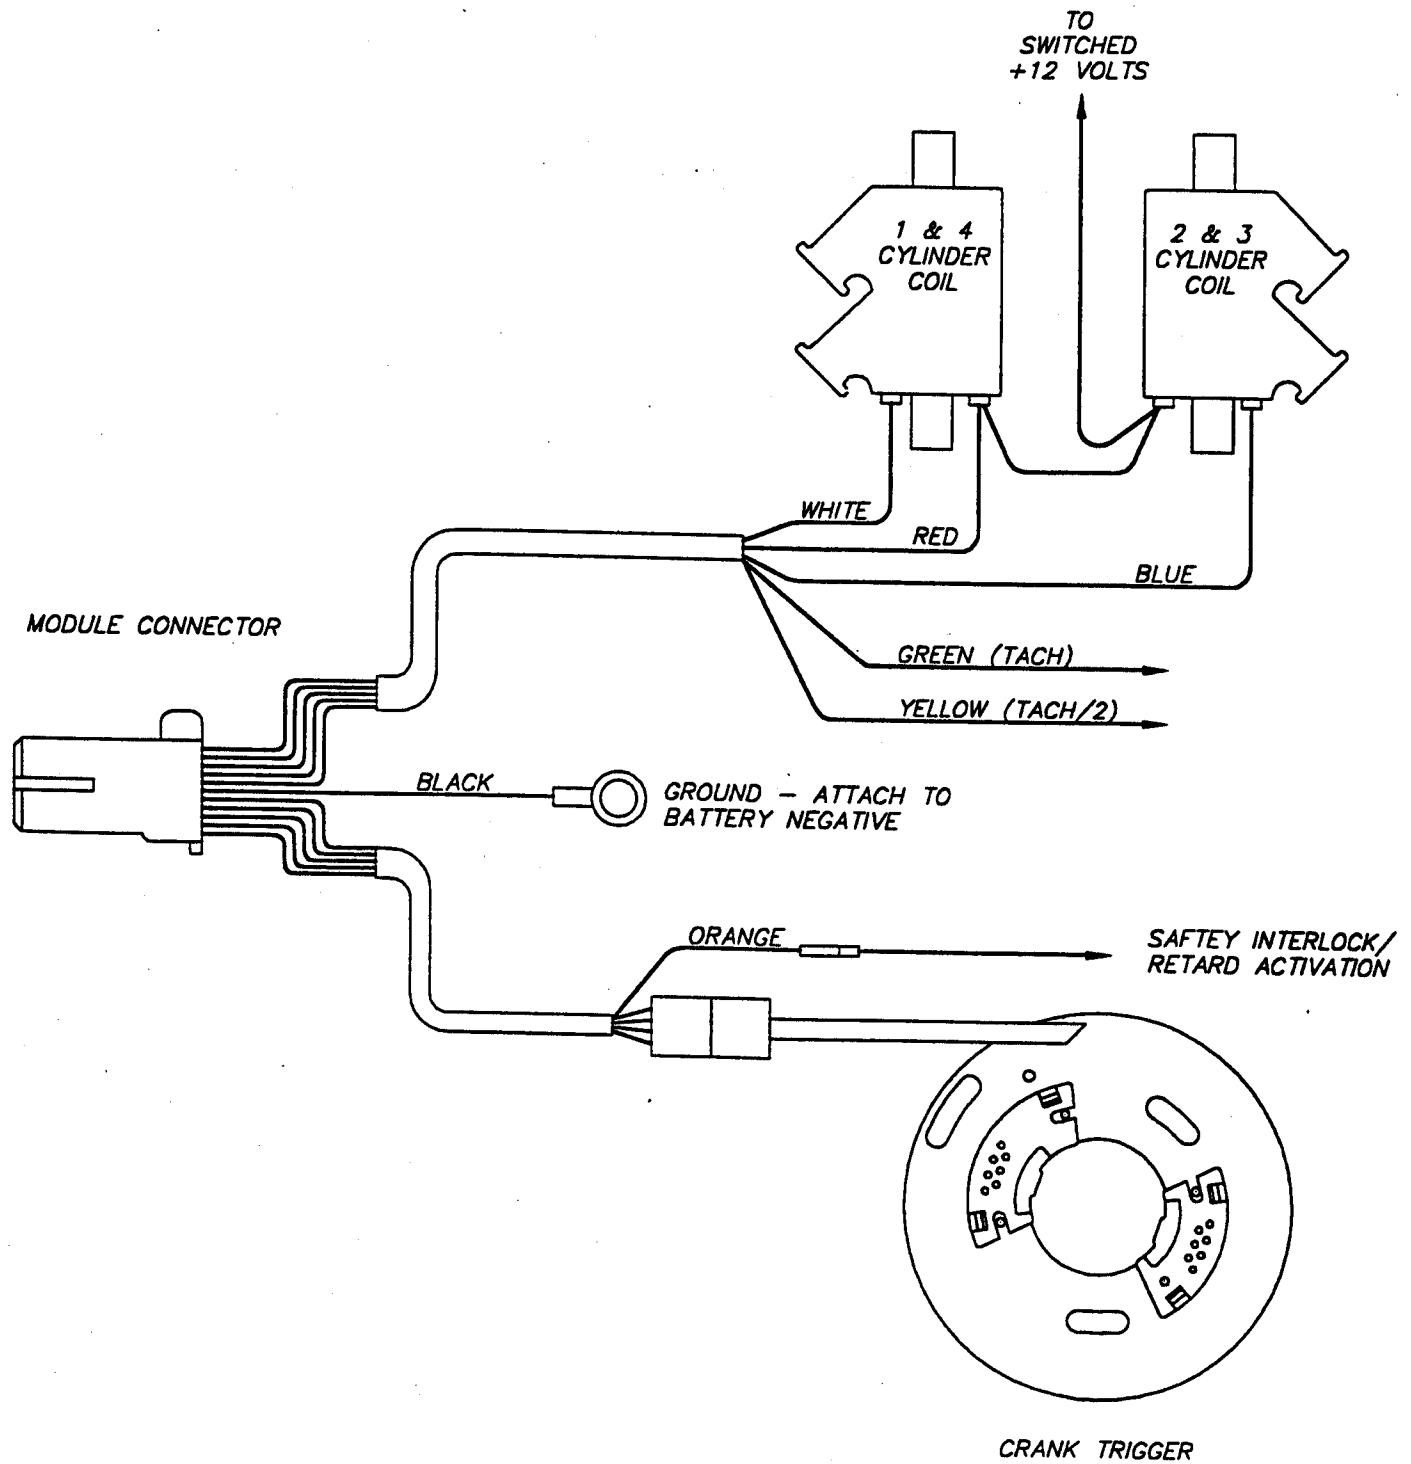 TO
SWITCHED
+12 VOLTS
1 & 4
CYLINDER
COIL
2 & 3
CYLINDER
COIL
WHITE
RED
BLUE
MODULE CONNECTOR
GREEN (TACH)
YELLOW (TACH/2)
BLACK
GROUND - ATTACH TO
BATTERY NEGATIVE
ORANGE
SAFTEY INTERLOCK/
RETARD ACTIVATION
CRANK TRIGGER